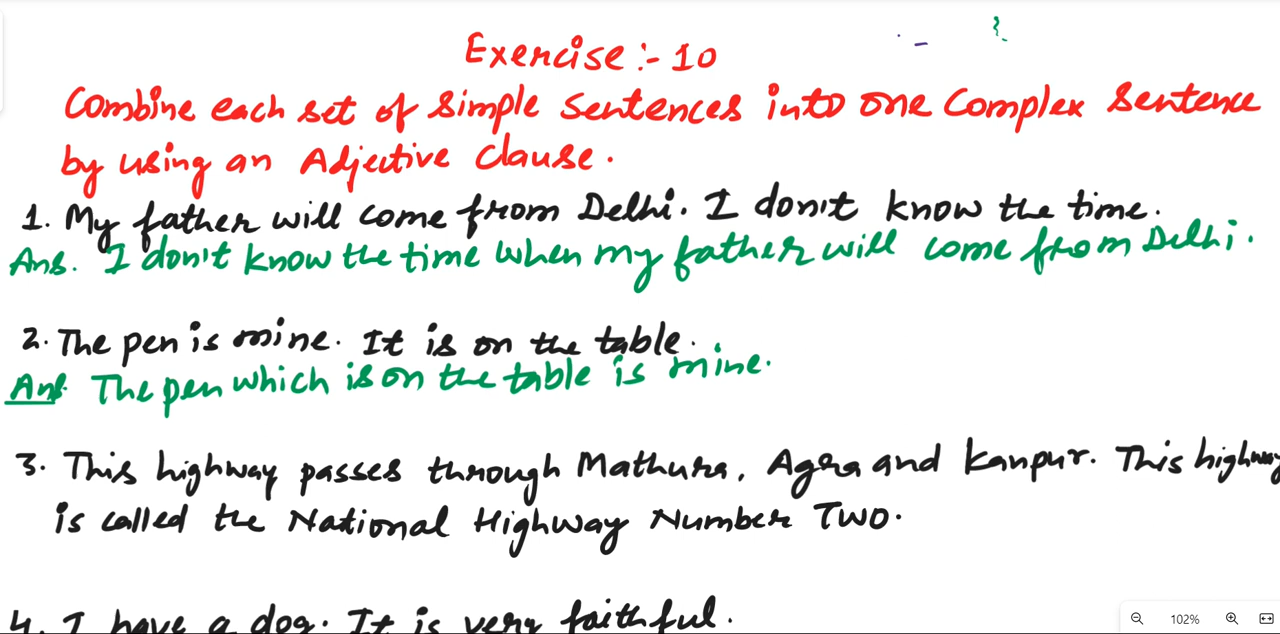 Exercise :- 10
Combine each set of Simple Sentences into one Complex Sentence
by using an Adjective Clause.
1. My father will come from Delhi. I don't know the time.
Ans. I don't know the time when my father will come from Delhi.
2. The pen is mine. It is on the table.
Ans. The pen which is on the table is mine.
3. This highway passes through Mathura, Agra and Kanpur. This highway
is called the National Highway Number Two.
4. I have a dog. It is very faithful.
102%